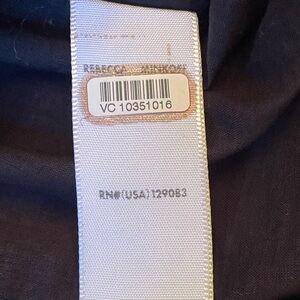 REBECCA MINKOFF
VC 10351016
RN#(USA)129083